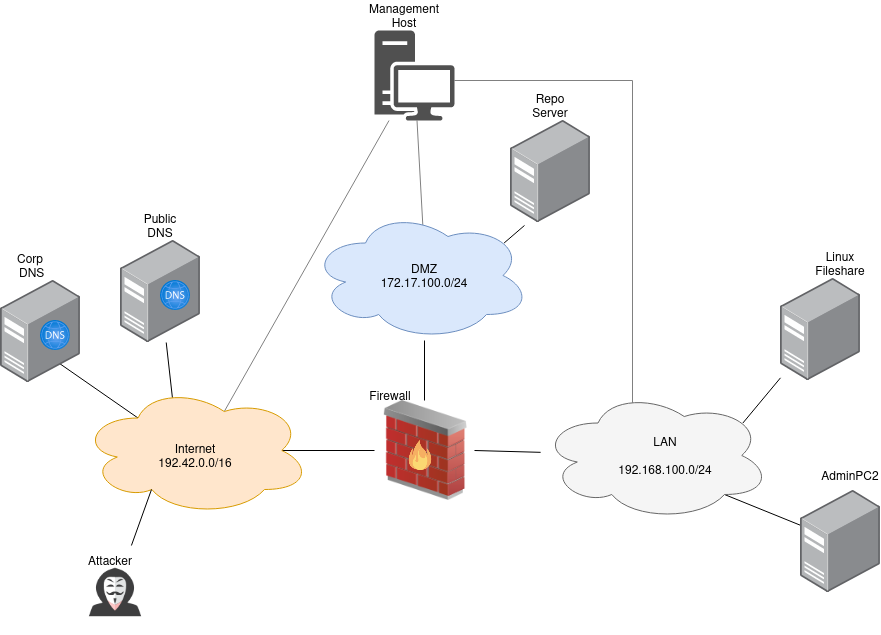 Management
Host
Repo
Server
Public
DNS
DNS
Corp
DNS
DNS
DMZ
172.17.100.0/24
Linux
Fileshare
Firewall
Internet
192.42.0.0/16
LAN
192.168.100.0/24
AdminPC2
Attacker